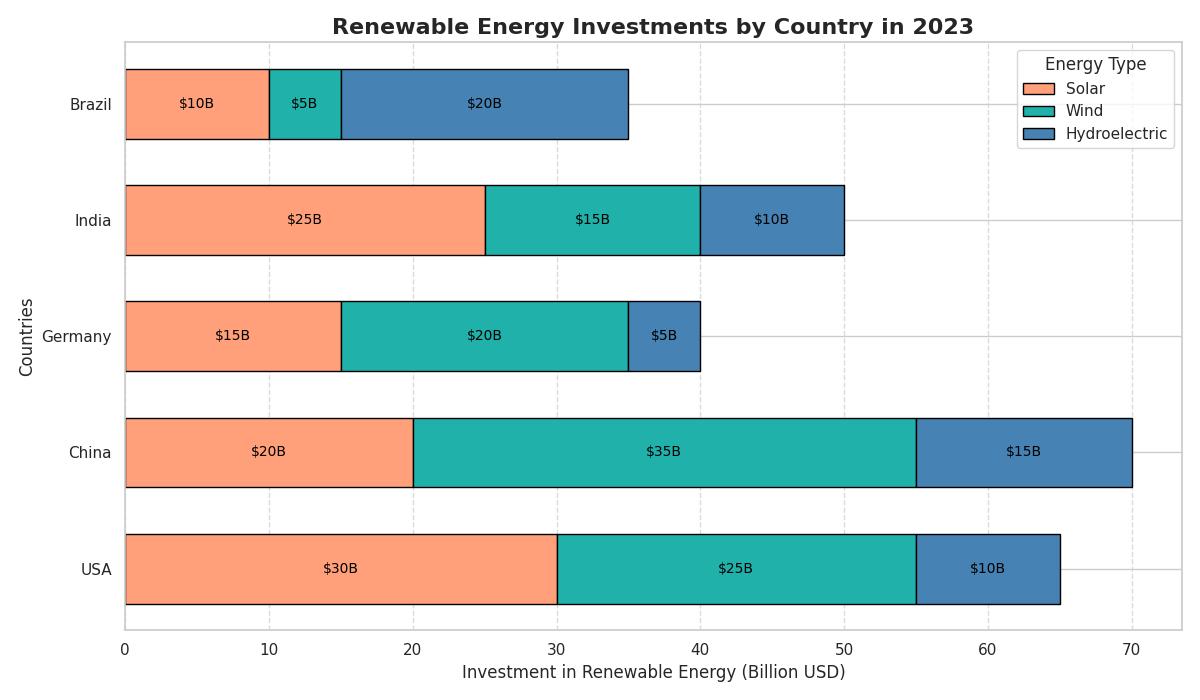 Renewable Energy Investments by Country in 2023
Energy Type
Solar
Wind
Hydroelectric
Brazil
$10B
$5B
$20B
India
$25B
$15B
$10B
Germany
$15B
$20B
$5B
China
$20B
$35B
$15B
USA
$30B
$25B
$10B
Countries
0 10 20 30 40 50 60 70
Investment in Renewable Energy (Billion USD)